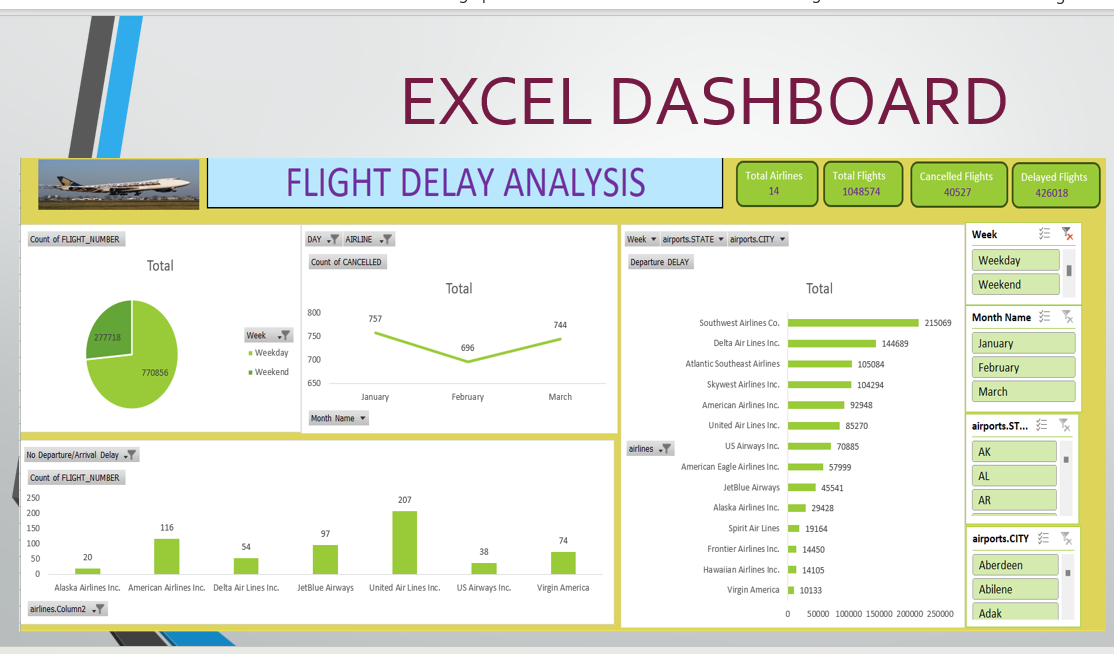 EXCEL DASHBOARD
FLIGHT DELAY ANALYSIS
Total Airlines
14
Total Flights
1048574
Cancelled Flights
40527
Delayed Flights
426018
Count of FLIGHT_NUMBER
Total
277718
770856
Week
Weekday
Weekend
DAY AIRLINE
Count of CANCELLED
Total
800
750
700
650
757
696
744
January February March
Month Name
Week airports.STATE airports.CITY
Departure DELAY
Total
airlines
Southwest Airlines Co. 215069
Delta Air Lines Inc. 144689
Atlantic Southeast Airlines 105084
Skywest Airlines Inc. 104294
American Airlines Inc. 92948
United Air Lines Inc. 85270
US Airways Inc. 70885
American Eagle Airlines Inc. 57999
JetBlue Airways 45541
Alaska Airlines Inc. 29428
Spirit Air Lines 19164
Frontier Airlines Inc. 14450
Hawaiian Airlines Inc. 14105
Virgin America 10133
0 50000 100000 150000 200000 250000
Week
Weekday
Weekend
Month Name
January
February
March
airports.ST...
AK
AL
AR
airports.CITY
Aberdeen
Abilene
Adak
No Departure/Arrival Delay
Count of FLIGHT_NUMBER
250
200
150
100
50
0
20 116 54 97 207 38 74
Alaska Airlines Inc. American Airlines Inc. Delta Air Lines Inc. JetBlue Airways United Air Lines Inc. US Airways Inc. Virgin America
airlines.Column2